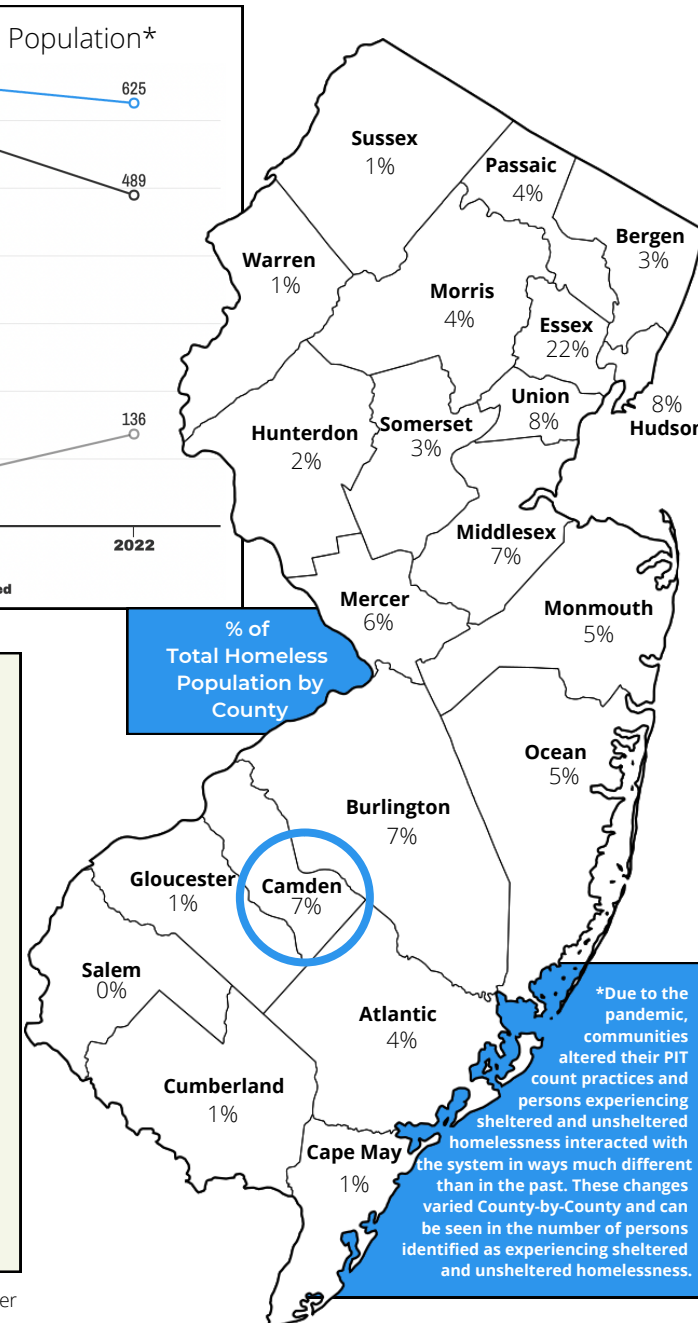 Population*
625
489
136
2022
ed
Sussex
1%
Passaic
4%
Bergen
3%
Warren
1%
Morris
4%
Essex
22%
Union
8%
8%
Hudson
Hunterdon
2%
Somerset
3%
Middlesex
7%
Mercer
6%
Monmouth
5%
% of
Total Homeless
Population by
County
Ocean
5%
Burlington
7%
Gloucester
1%
Camden
7%
Salem
0%
Atlantic
4%
Cumberland
1%
Cape May
1%
*Due to the
pandemic,
communities
altered their PIT
count practices and
persons experiencing
sheltered and unsheltered
homelessness interacted with
the system in ways much different
than in the past. These changes
varied County-by-County and can
be seen in the number of persons
identified as experiencing sheltered
and unsheltered homelessness.
er